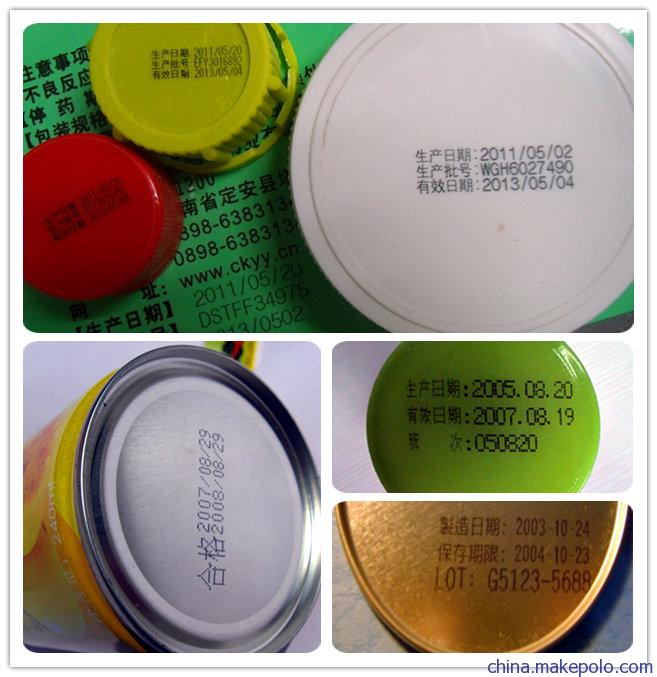 生产日期:2011/05/20
生产批号:EFY3016892
有效日期:2013/05/04
注意事项
不良反应
【停 药 期
【包装规格
1200
南省定安县塔
0898-638313
0898-6383134
网 址: www.ckyy.cn
【生产日期】 2011/05/20
DSTFF34975
2013/0502
生产日期:2011/05/02
生产批号:WGH6027490
有效日期:2013/05/04
合格 2007/08/29
2008/08/29
240ml
生产日期:2005.08.20
有效日期:2007.08.19
班 次:050820
製造日期: 2003-10-24
保存期限: 2004-10-23
LOT: G5123-5688
china.makepolo.com